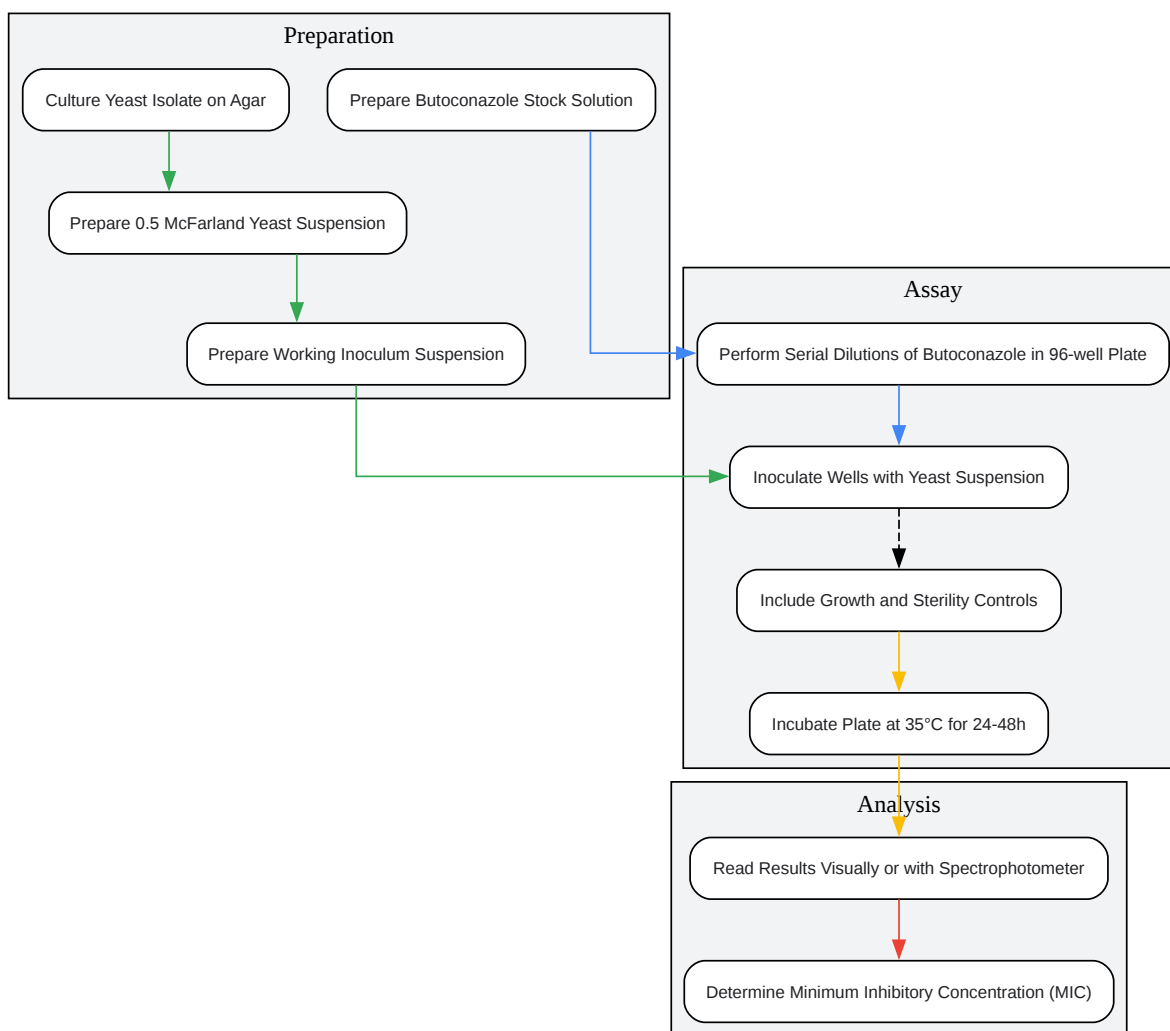 Preparation
Culture Yeast Isolate on Agar
Prepare Butoconazole Stock Solution
Prepare 0.5 McFarland Yeast Suspension
Prepare Working Inoculum Suspension
Assay
Perform Serial Dilutions of Butoconazole in 96-well Plate
Inoculate Wells with Yeast Suspension
Include Growth and Sterility Controls
Incubate Plate at 35°C for 24-48h
Analysis
Read Results Visually or with Spectrophotometer
Determine Minimum Inhibitory Concentration (MIC)